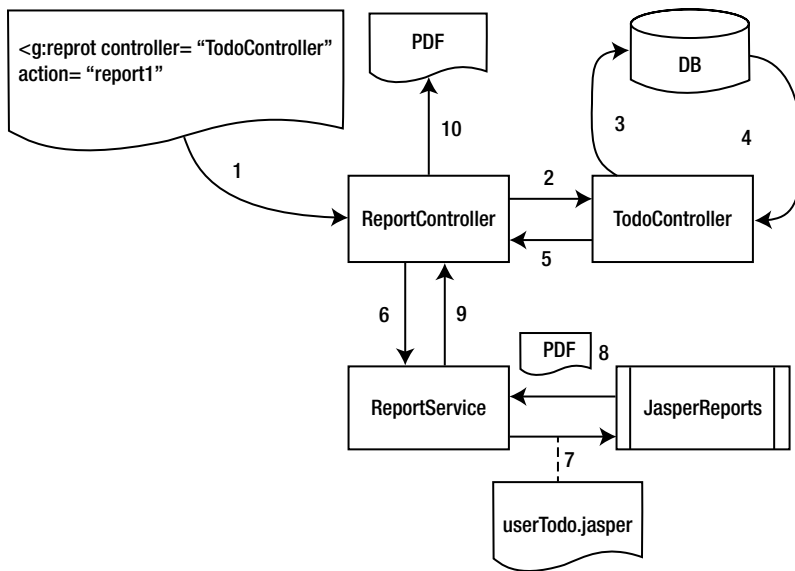 <g:reprot controller= “TodoController”
action= “report1”
PDF
DB
10
3
4
1
2
ReportController
TodoController
5
6
9
PDF
8
ReportService
JasperReports
7
userTodo.jasper